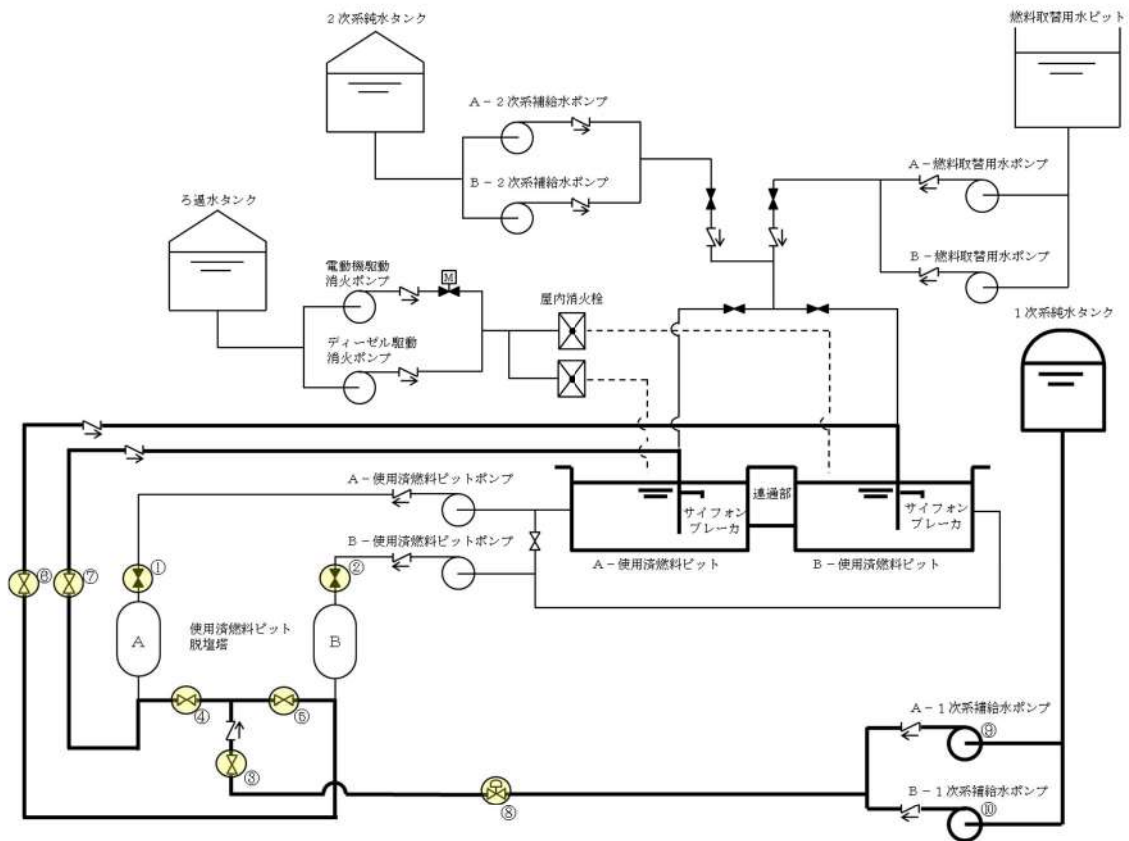 2次系純水タンク
燃料取替用水ピット
A-2次系補給水ポンプ
B-2次系補給水ポンプ
A-燃料取替用水ポンプ
B-燃料取替用水ポンプ
ろ過水タンク
電動機駆動
消火ポンプ
M
屋内消火栓
ディーゼル駆動
消火ポンプ
1次系純水タンク
A-使用済燃料ピットポンプ
B-使用済燃料ピットポンプ
サイフォン
ブレーカ
連通部
サイフォン
ブレーカ
A-使用済燃料ピット
B-使用済燃料ピット
⑥
⑦
①
②
A
使用済燃料ピット
脱塩塔
B
④
⑤
③
⑧
A-1次系補給水ポンプ
⑨
B-1次系補給水ポンプ
⑩